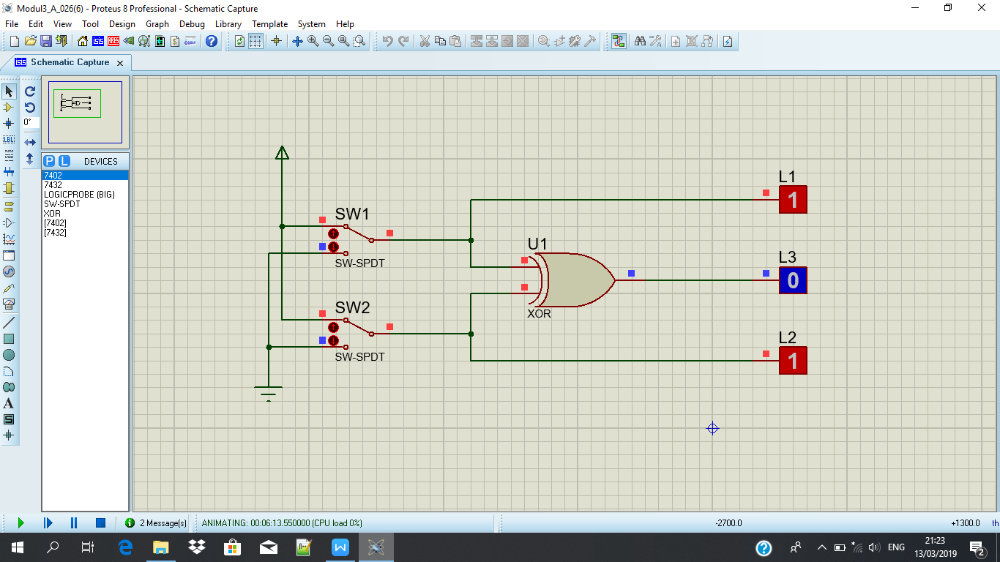 Modul3_A_026(6) - Proteus 8 Professional - Schematic Capture
File Edit View Tool Design Graph Debug Library Template System Help
Schematic Capture
0°
LBL
P L DEVICES
7402
7432
LOGICPROBE (BIG)
SW-SPDT
XOR
[7402]
[7432]
L1
1
SW1
SW-SPDT
U1
XOR
L3
0
SW2
SW-SPDT
L2
1
A
S
2 Message(s)
ANIMATING: 00:06:13.550000 (CPU load 0%)
-2700.0
+1300.0
th
ENG
21:23
13/03/2019
2